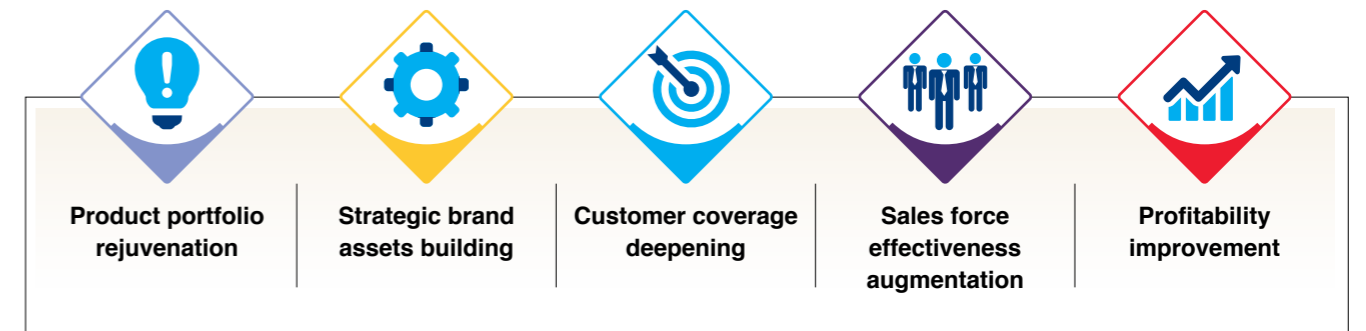 Product portfolio
rejuvenation
Strategic brand
assets building
Customer coverage
deepening
Sales force
effectiveness
augmentation
Profitability
improvement